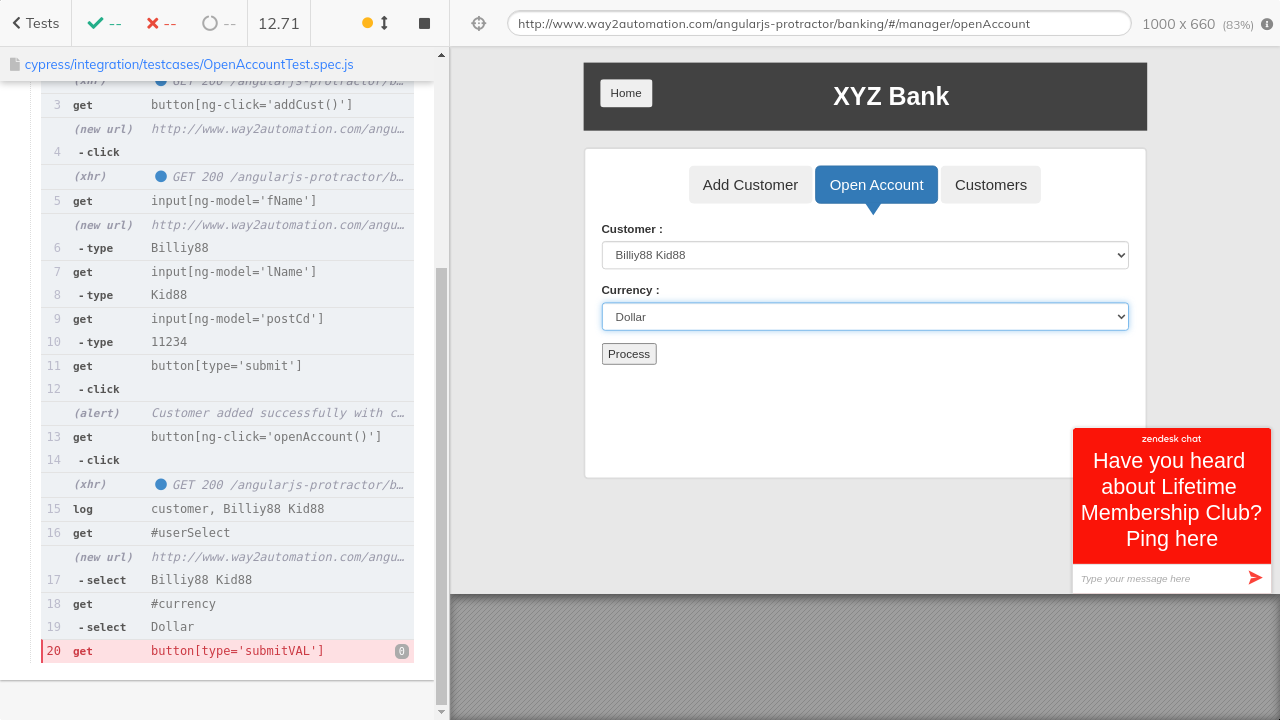 Tests
--
--
--
12.71
cypress/integration/testcases/OpenAccountTest.spec.js
(xhr) GET 200 /angularjs-protractor/b...
3 get button[ng-click='addCust()']
(new url) http://www.way2automation.com/angu...
4 -click
(xhr) GET 200 /angularjs-protractor/b...
5 get input[ng-model='fName']
(new url) http://www.way2automation.com/angu...
6 -type Billiy88
7 get input[ng-model='lName']
8 -type Kid88
9 get input[ng-model='postCd']
10 -type 11234
11 get button[type='submit']
12 -click
(alert) Customer added successfully with c...
13 get button[ng-click='openAccount()']
14 -click
(xhr) GET 200 /angularjs-protractor/b...
15 log customer, Billiy88 Kid88
16 get #userSelect
(new url) http://www.way2automation.com/angu...
17 -select Billiy88 Kid88
18 get #currency
19 -select Dollar
20 get button[type='submitVAL'] 0
http://www.way2automation.com/angularjs-protractor/banking/#/manager/openAccount
1000 x 660 (83%)
Home
XYZ Bank
Add Customer
Open Account
Customers
Customer :
Billiy88 Kid88
Currency :
Dollar
Process
zendesk chat
Have you heard
about Lifetime
Membership Club?
Ping here
Type your message here